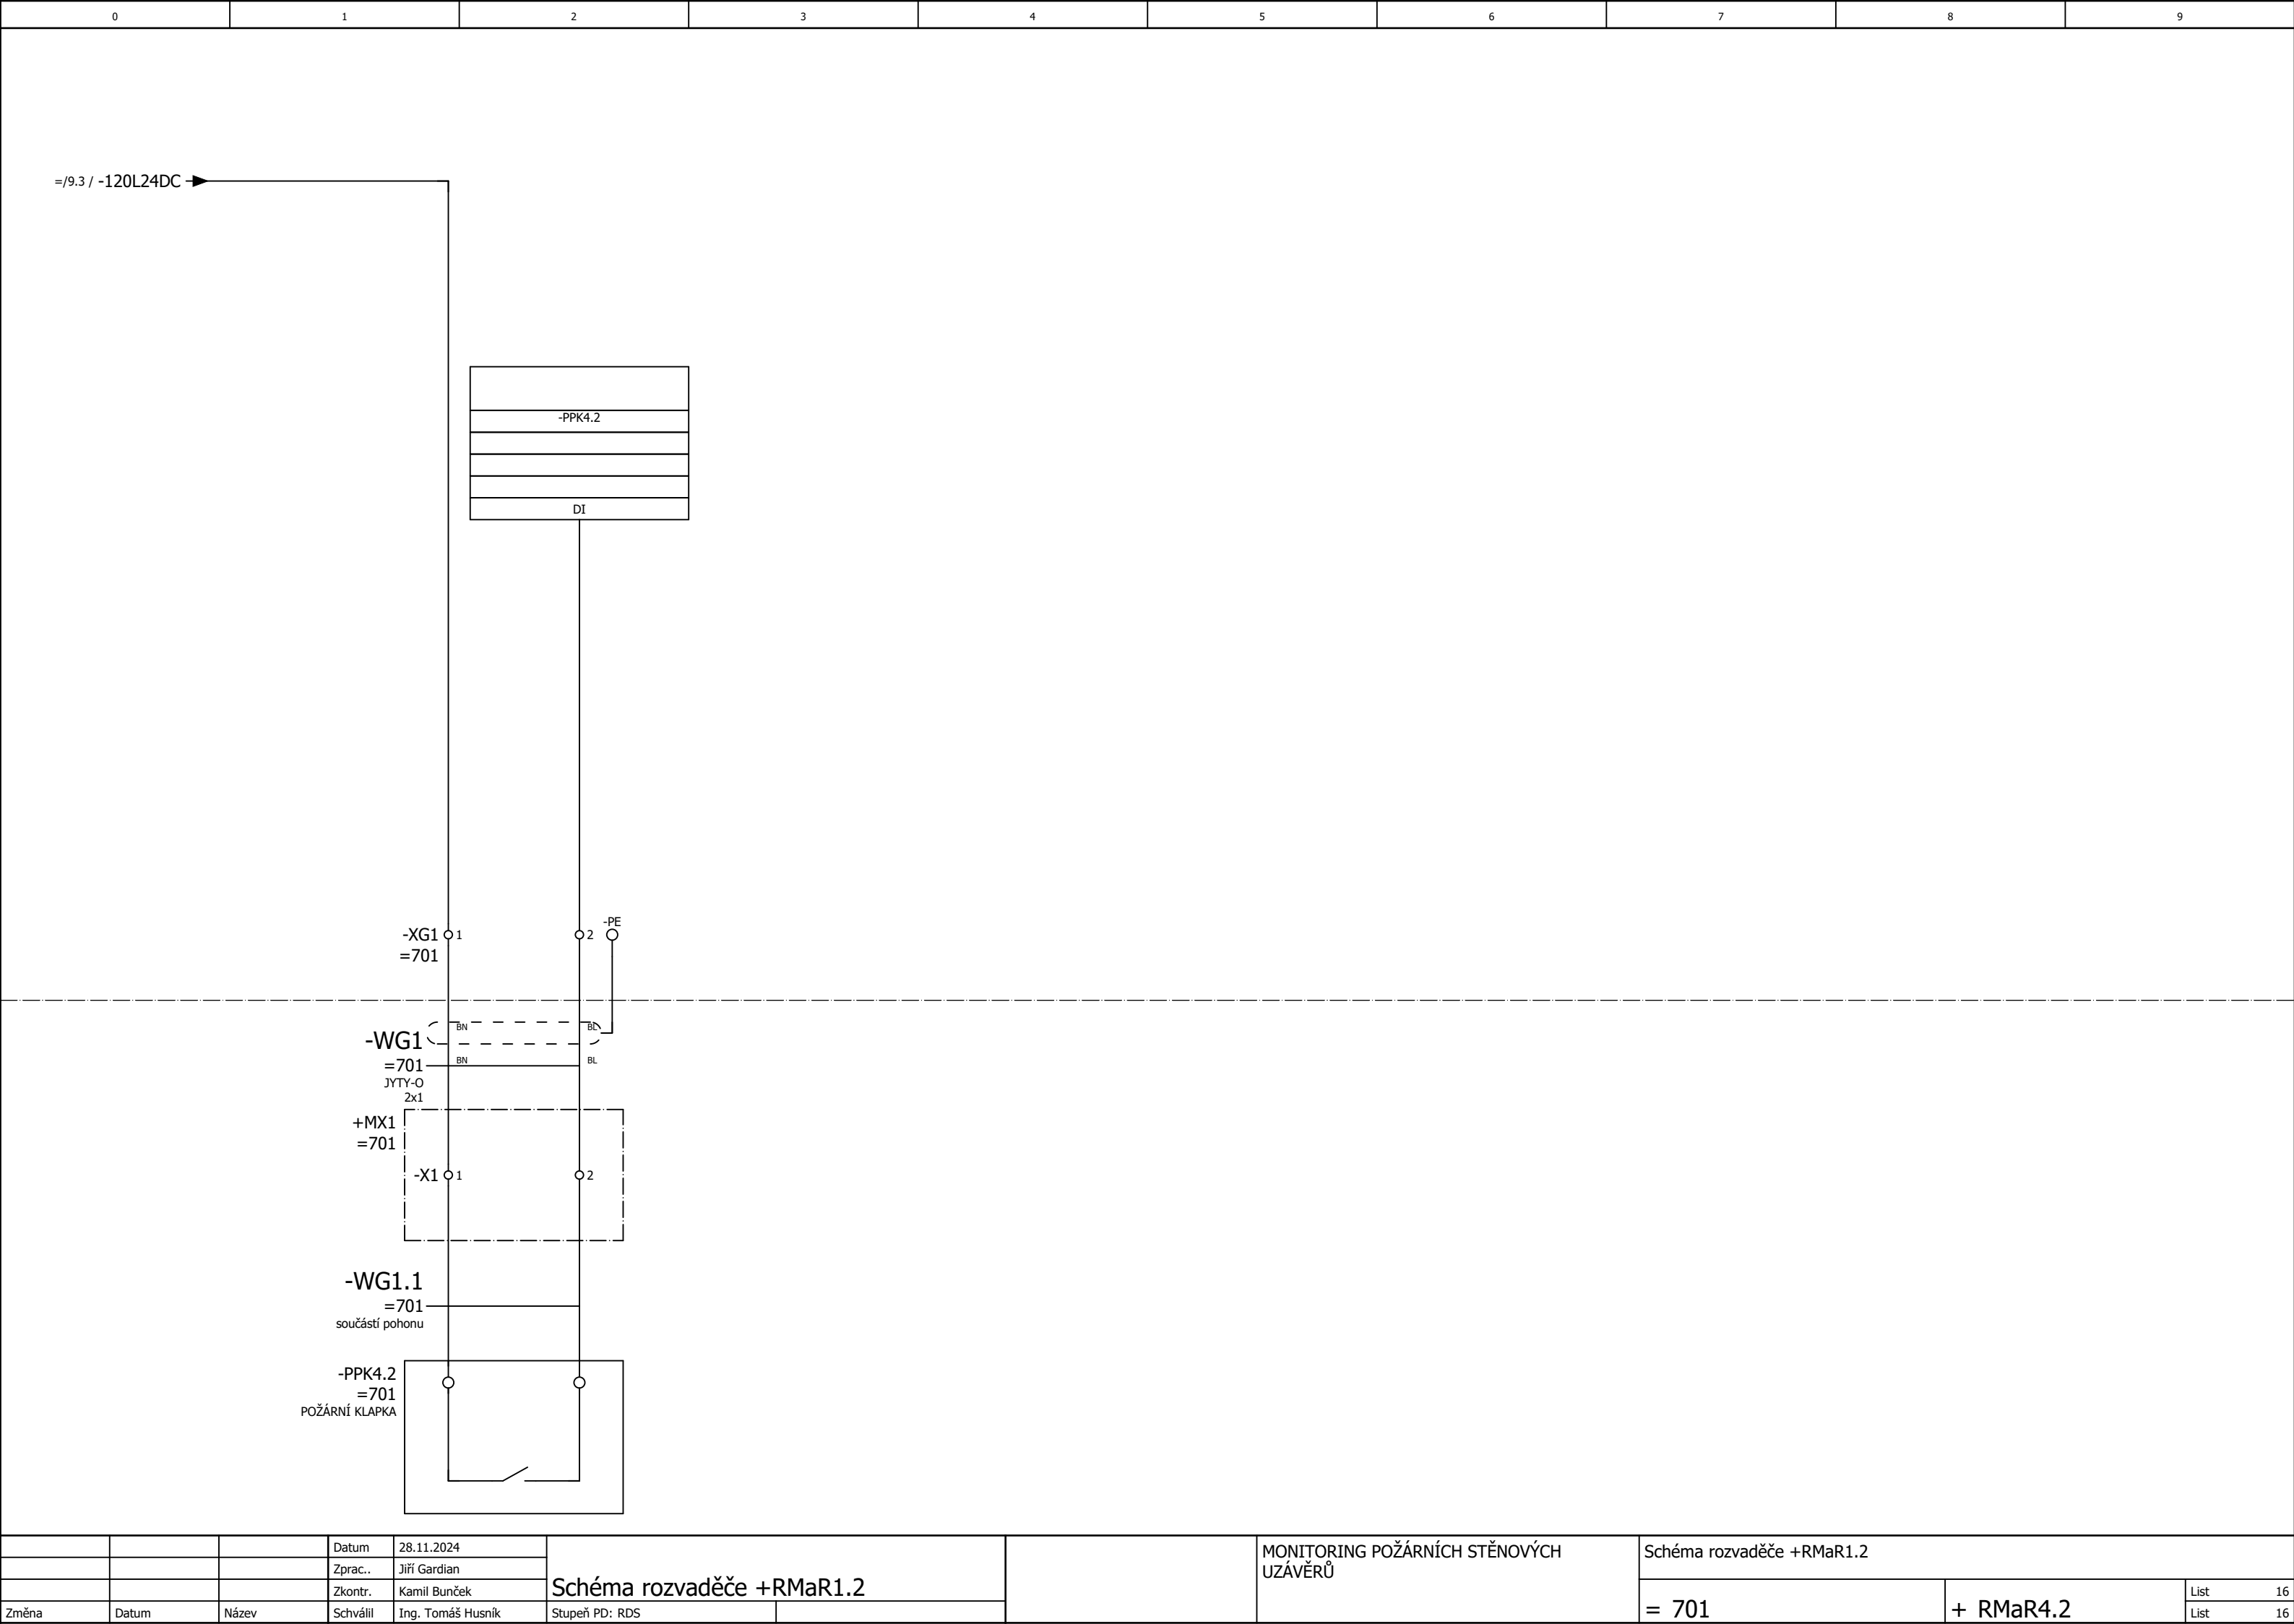 0 1 2 3 4 5 6 7 8 9
=/9.3 / -120L24DC
-PPK4.2
DI
-PE
-XG1 1 2
=701
BN BL
-WG1
=701 BN BL
JYTY-O
2x1
+MX1
=701
-X1 1 2
-WG1.1
=701
součástí pohonu
-PPK4.2
=701
POŽÁRNÍ KLAPKA
Datum 28.11.2024
Zprac.. Jiří Gardian
Zkontr. Kamil Bunček
Změna Datum Název Schválil Ing. Tomáš Husník
Schéma rozvaděče +RMaR1.2
Stupeň PD: RDS
MONITORING POŽÁRNÍCH STĚNOVÝCH
UZÁVĚRŮ
Schéma rozvaděče +RMaR1.2
= 701
+ RMaR4.2
List 16
List 16